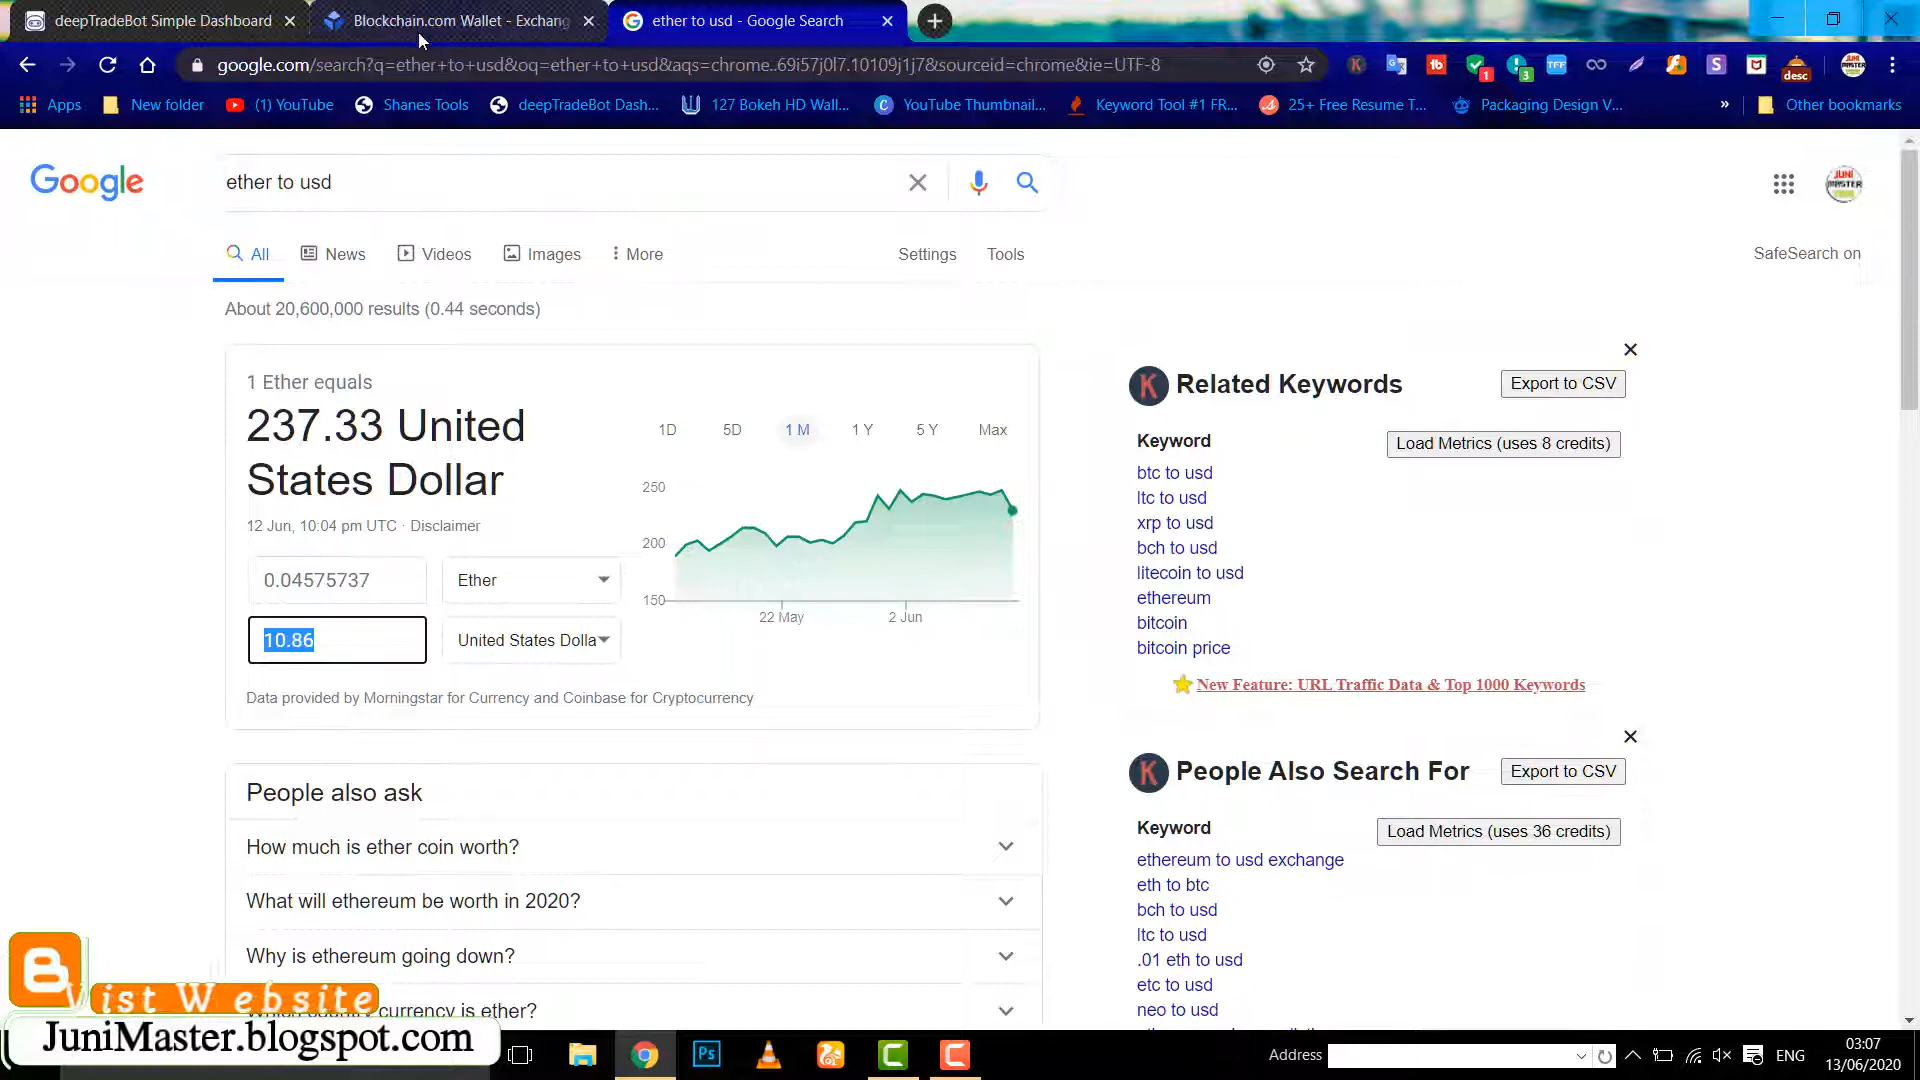 deepTradeBot Simple Dashboard
Blockchain.com Wallet - Exchang
ether to usd - Google Search
google.com/search?q=ether+to+usd&oq=ether+to+usd&aqs=chrome..69i57j0l7.10109j1j7&sourceid=chrome&ie=UTF-8
1
3
TFF
S
desc
Apps
New folder
(1) YouTube
Shanes Tools
deepTradeBot Dash...
127 Bokeh HD Wall...
YouTube Thumbnail...
Keyword Tool #1 FR...
25+ Free Resume T...
Packaging Design V...
»
Other bookmarks
Google
ether to usd
JUNI
MASTER
All
News
Videos
Images
More
Settings
Tools
SafeSearch on
About 20,600,000 results (0.44 seconds)
1 Ether equals
237.33 United
States Dollar
12 Jun, 10:04 pm UTC · Disclaimer
0.04575737
Ether
10.86
United States Dolla
1D
5D
1 M
1 Y
5 Y
Max
250
200
150
22 May
2 Jun
Data provided by Morningstar for Currency and Coinbase for Cryptocurrency
People also ask
How much is ether coin worth?
What will ethereum be worth in 2020?
Why is ethereum going down?
currency is ether?
K
Related Keywords
Export to CSV
Keyword
Load Metrics (uses 8 credits)
btc to usd
ltc to usd
xrp to usd
bch to usd
litecoin to usd
ethereum
bitcoin
bitcoin price
New Feature: URL Traffic Data & Top 1000 Keywords
K
People Also Search For
Export to CSV
Keyword
Load Metrics (uses 36 credits)
ethereum to usd exchange
eth to btc
bch to usd
ltc to usd
.01 eth to usd
etc to usd
neo to usd
Vist Website
JuniMaster.blogspot.com
Ps
Address
ENG
03:07
13/06/2020